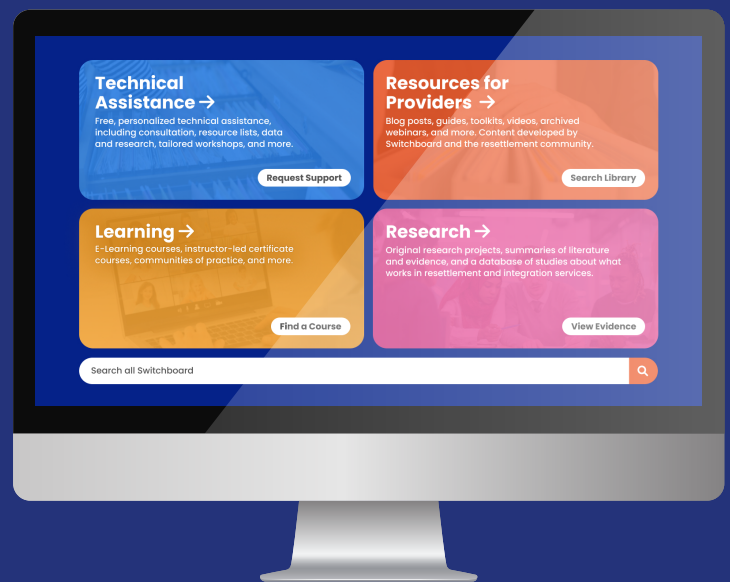 Technical
Assistance →
Free, personalized technical assistance,
including consultation, resource lists, data
and research, tailored workshops, and more.
Request Support
Resources for
Providers →
Blog posts, guides, toolkits, videos, archived
webinars, and more. Content developed by
Switchboard and the resettlement community.
Search Library
Learning →
E-Learning courses, instructor-led certificate
courses, communities of practice, and more.
Find a Course
Research →
Original research projects, summaries of literature
and evidence, and a database of studies about what
works in resettlement and integration services.
View Evidence
Search all Switchboard